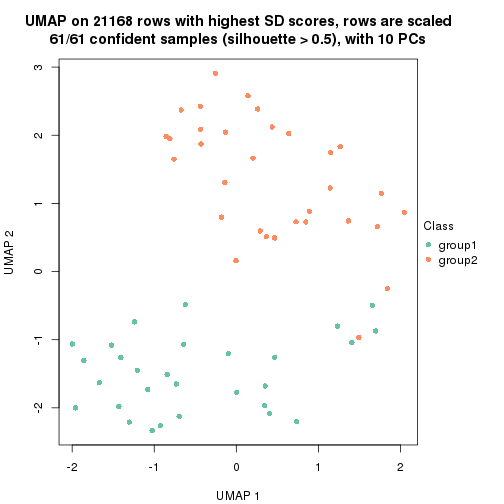 UMAP on 21168 rows with highest SD scores, rows are scaled
61/61 confident samples (silhouette > 0.5), with 10 PCs
3
2
1
0
-1
-2
UMAP 2
-2
-1
0
1
2
UMAP 1
Class
group1
group2